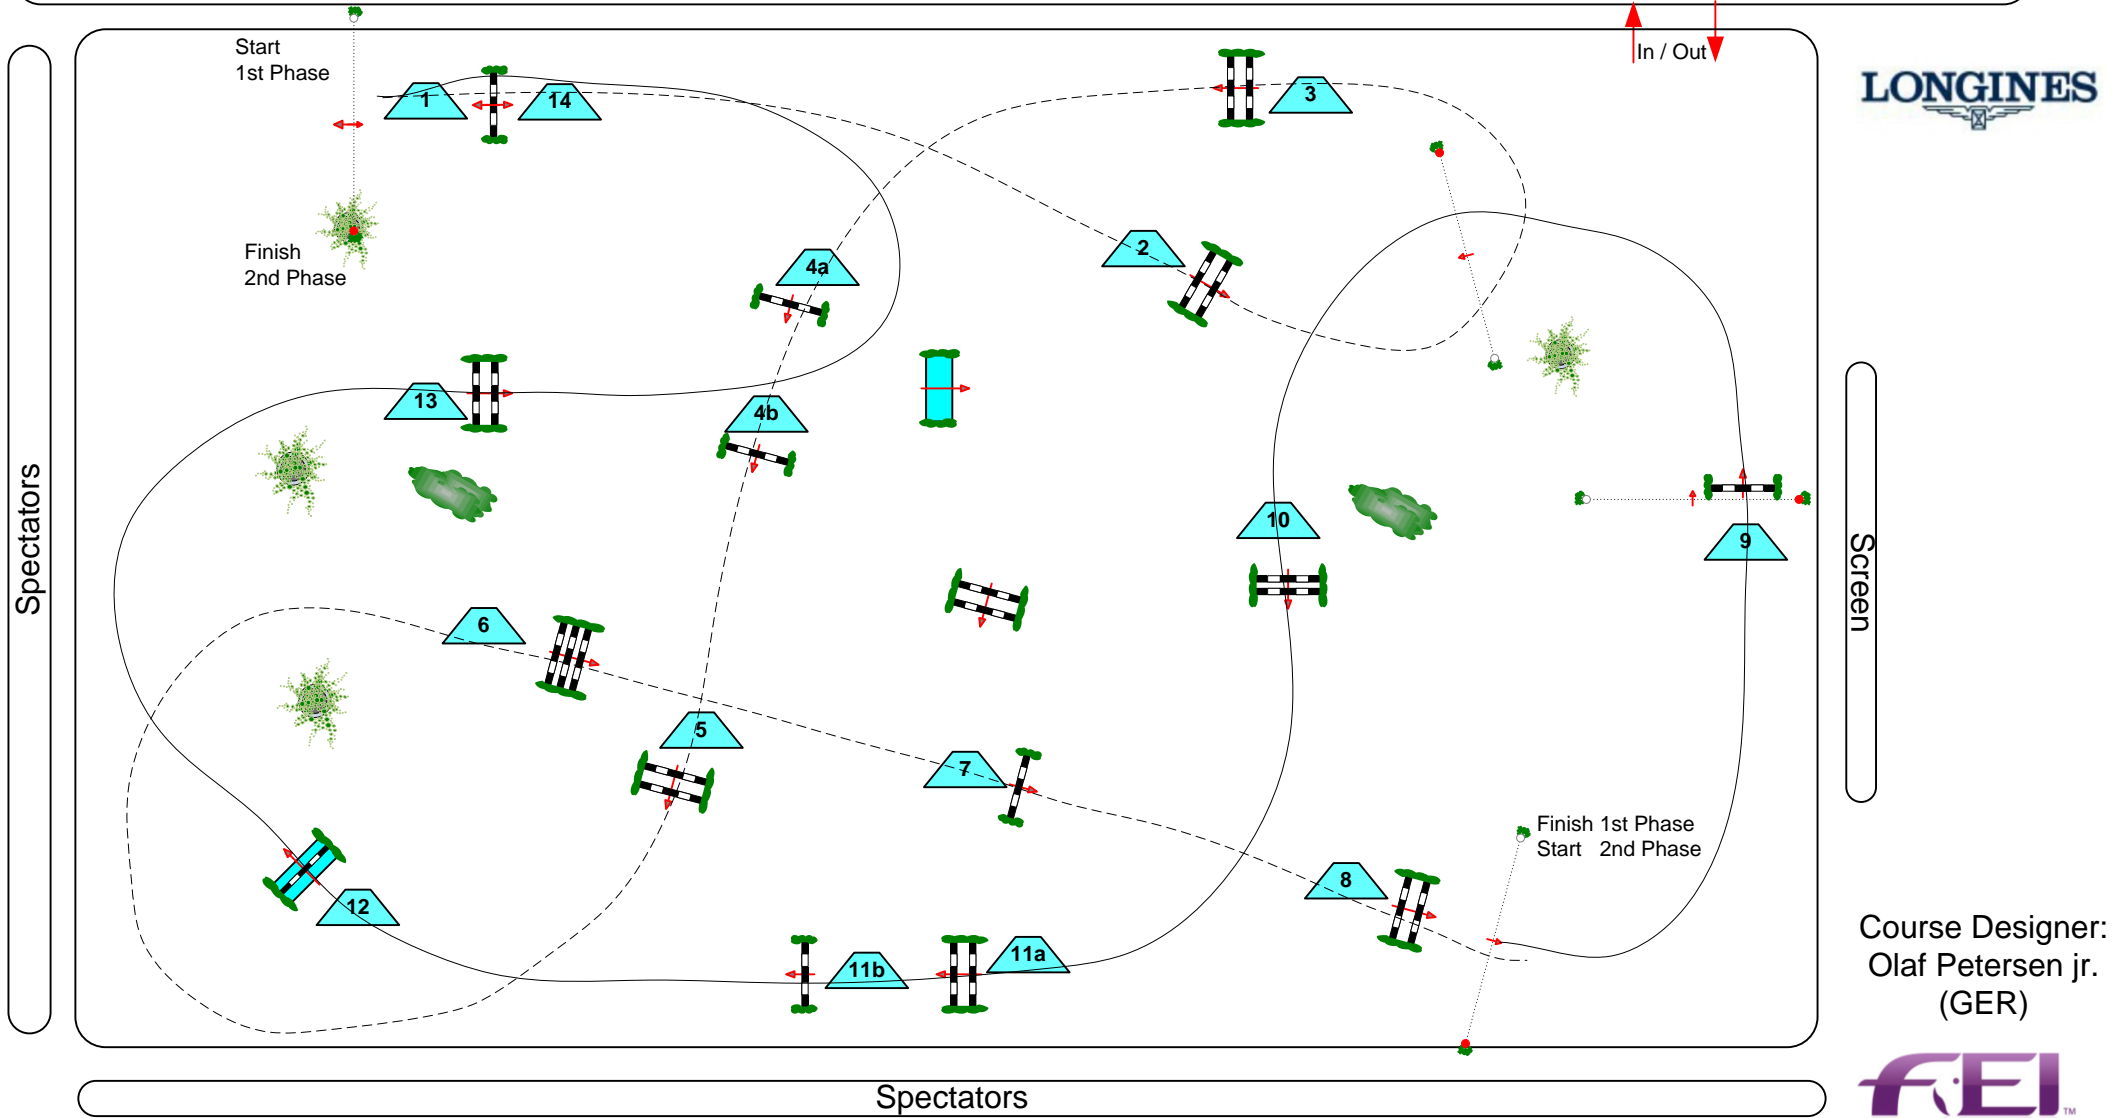 Start
1st Phase
In / Out
LONGINES
1
14
3
Finish
2nd Phase
4a
2
13
4b
Spectators
10
9
Screen
6
5
7
Finish 1st Phase
Start 2nd Phase
8
12
11b
11a
Course Designer:
Olaf Petersen jr.
(GER)
Spectators
FEI
TM